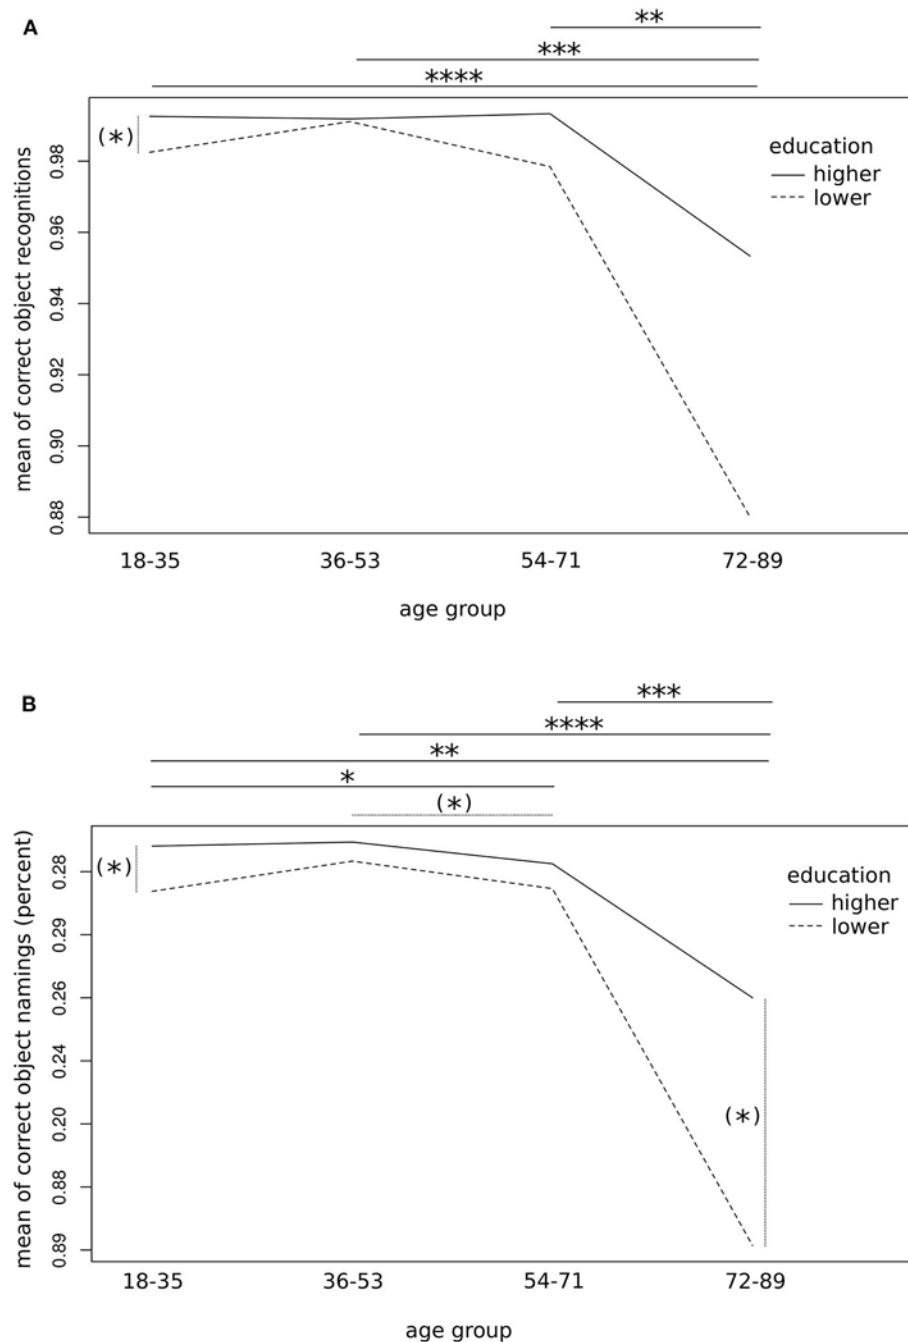 A
**
***
****
(*)
education
higher
lower
0.98
0.96
0.94
0.92
0.90
0.88
mean of correct object recognitions
18-35 36-53 54-71 72-89
age group
B
***
****
**
*
(*)
(*)
education
higher
lower
0.28
0.29
0.26
0.24
0.20
0.88
0.89
(*)
mean of correct object namings (percent)
18-35 36-53 54-71 72-89
age group